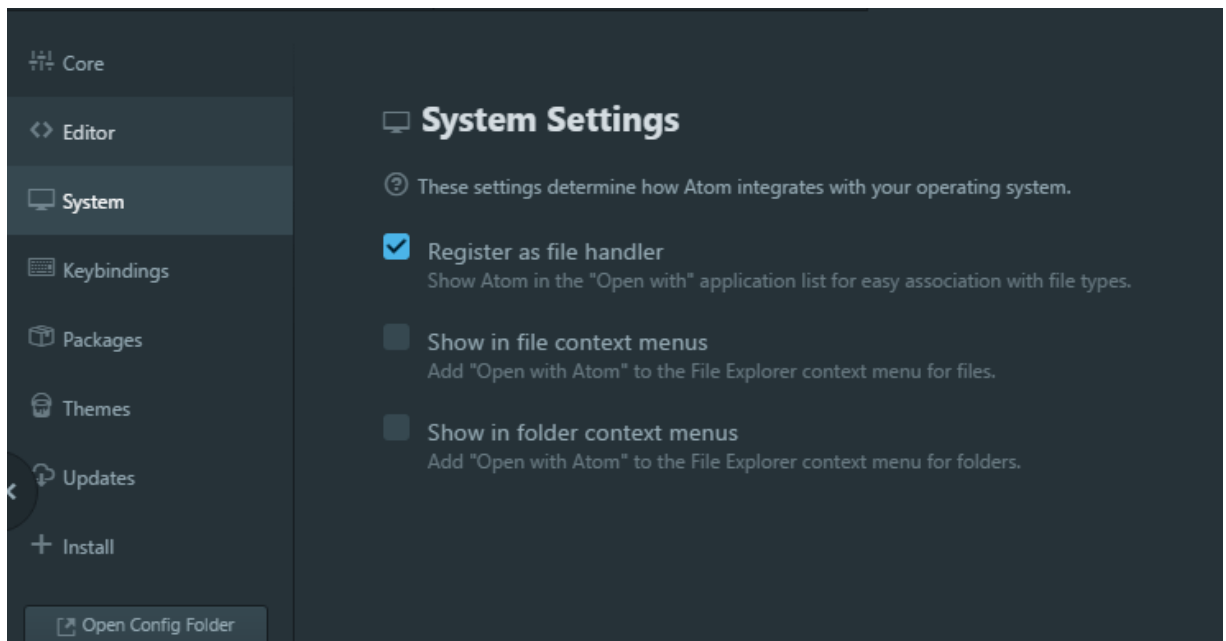 Core
Editor
System
Keybindings
Packages
Themes
Updates
Install
Open Config Folder
System Settings
These settings determine how Atom integrates with your operating system.
Register as file handler
Show Atom in the "Open with" application list for easy association with file types.
Show in file context menus
Add "Open with Atom" to the File Explorer context menu for files.
Show in folder context menus
Add "Open with Atom" to the File Explorer context menu for folders.